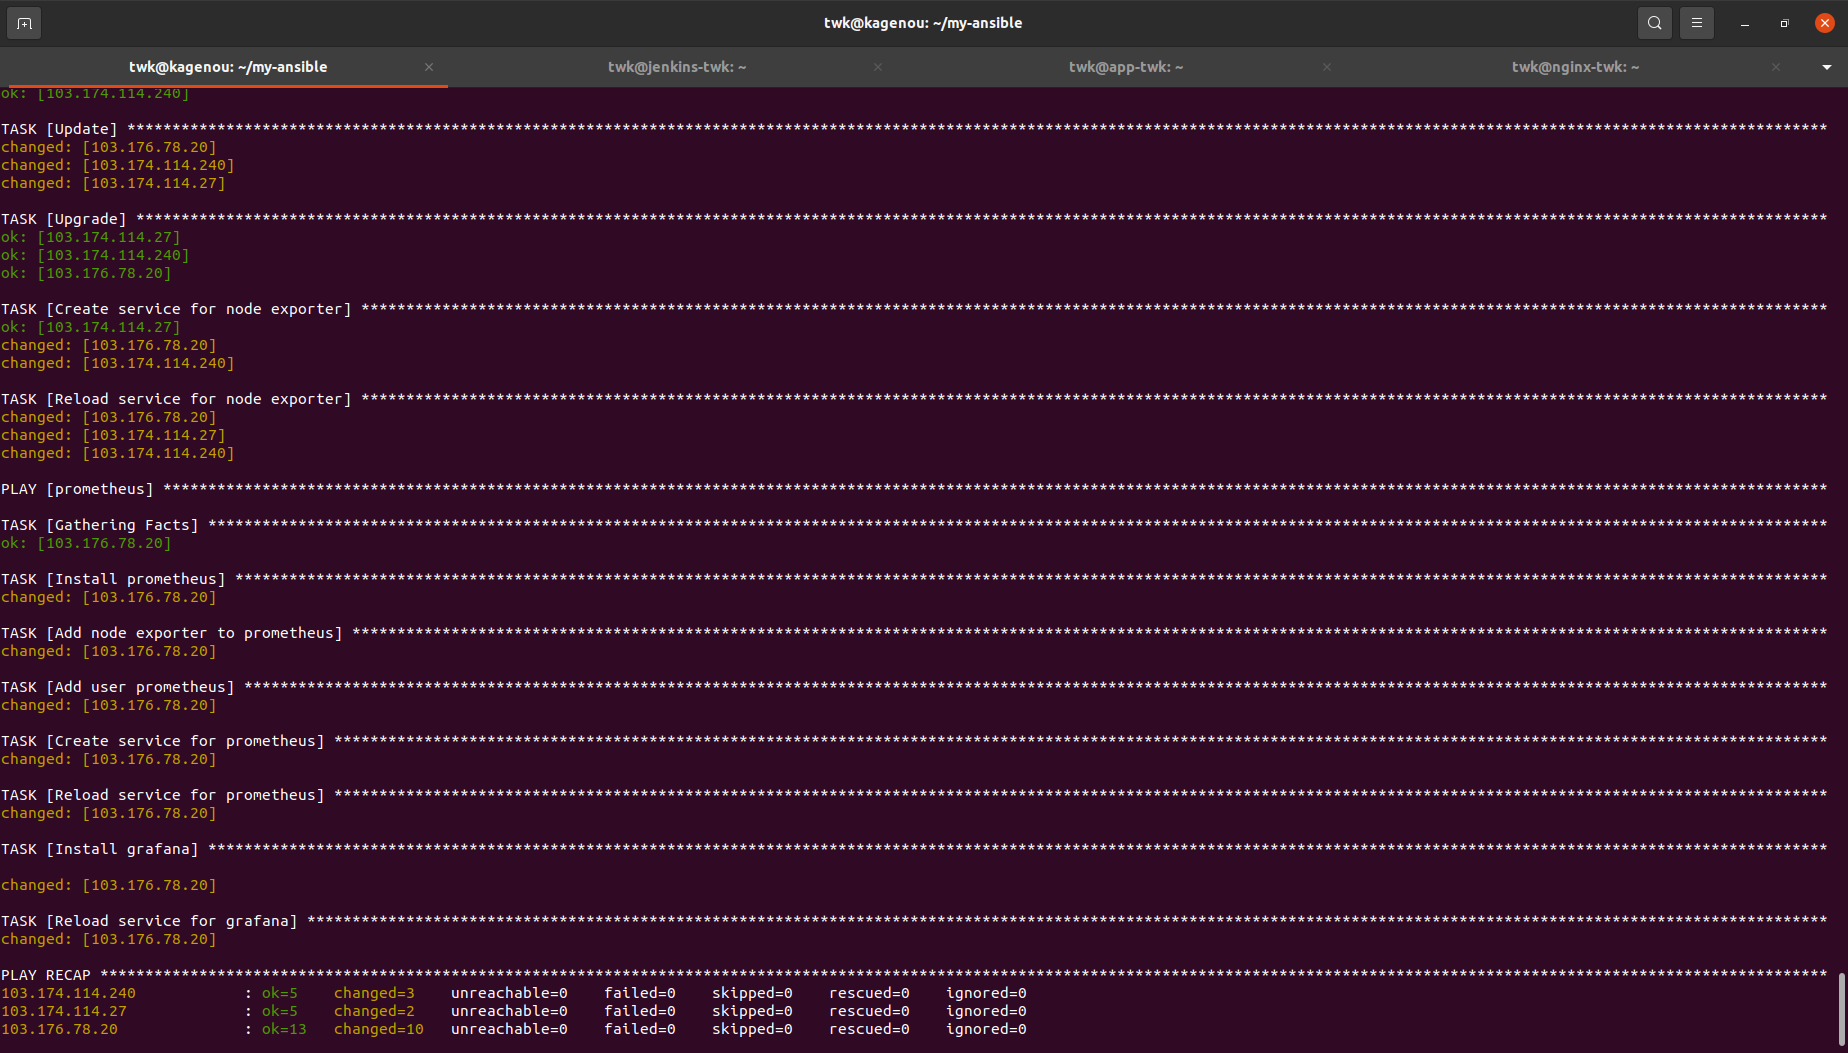 twk@kagenou: ~/my-ansible
twk@kagenou: ~/my-ansible × twk@jenkins-twk: ~ × twk@app-twk: ~ × twk@nginx-twk: ~ ×
ok: [103.174.114.240]
TASK [Update] ****************************************************************************************************************************************************************************************
changed: [103.176.78.20]
changed: [103.174.114.240]
changed: [103.174.114.27]
TASK [Upgrade] ***************************************************************************************************************************************************************************************
ok: [103.174.114.27]
ok: [103.174.114.240]
ok: [103.176.78.20]
TASK [Create service for node exporter] **************************************************************************************************************************************************************
ok: [103.174.114.27]
changed: [103.176.78.20]
changed: [103.174.114.240]
TASK [Reload service for node exporter] **************************************************************************************************************************************************************
changed: [103.176.78.20]
changed: [103.174.114.27]
changed: [103.174.114.240]
PLAY [prometheus] ************************************************************************************************************************************************************************************
TASK [Gathering Facts] *******************************************************************************************************************************************************************************
ok: [103.176.78.20]
TASK [Install prometheus] ****************************************************************************************************************************************************************************
changed: [103.176.78.20]
TASK [Add node exporter to prometheus] ***************************************************************************************************************************************************************
changed: [103.176.78.20]
TASK [Add user prometheus] ***************************************************************************************************************************************************************************
changed: [103.176.78.20]
TASK [Create service for prometheus] *****************************************************************************************************************************************************************
changed: [103.176.78.20]
TASK [Reload service for prometheus] *****************************************************************************************************************************************************************
changed: [103.176.78.20]
TASK [Install grafana] *******************************************************************************************************************************************************************************
changed: [103.176.78.20]
TASK [Reload service for grafana] ********************************************************************************************************************************************************************
changed: [103.176.78.20]
PLAY RECAP *******************************************************************************************************************************************************************************************
103.174.114.240 : ok=5 changed=3 unreachable=0 failed=0 skipped=0 rescued=0 ignored=0
103.174.114.27 : ok=5 changed=2 unreachable=0 failed=0 skipped=0 rescued=0 ignored=0
103.176.78.20 : ok=13 changed=10 unreachable=0 failed=0 skipped=0 rescued=0 ignored=0